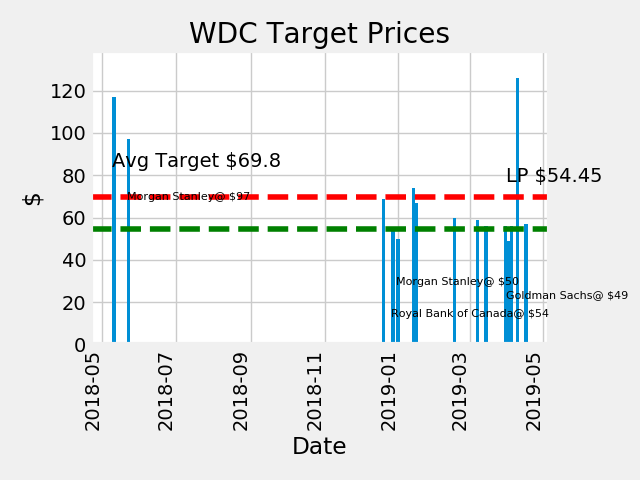 WDC Target Prices
$
120
100
80
60
40
20
0
Avg Target $69.8
LP $54.45
Morgan Stanley@ $97
Morgan Stanley@ $50
Goldman Sachs@ $49
Royal Bank of Canada@ $54
2018-05
2018-07
2018-09
2018-11
2019-01
2019-03
2019-05
Date